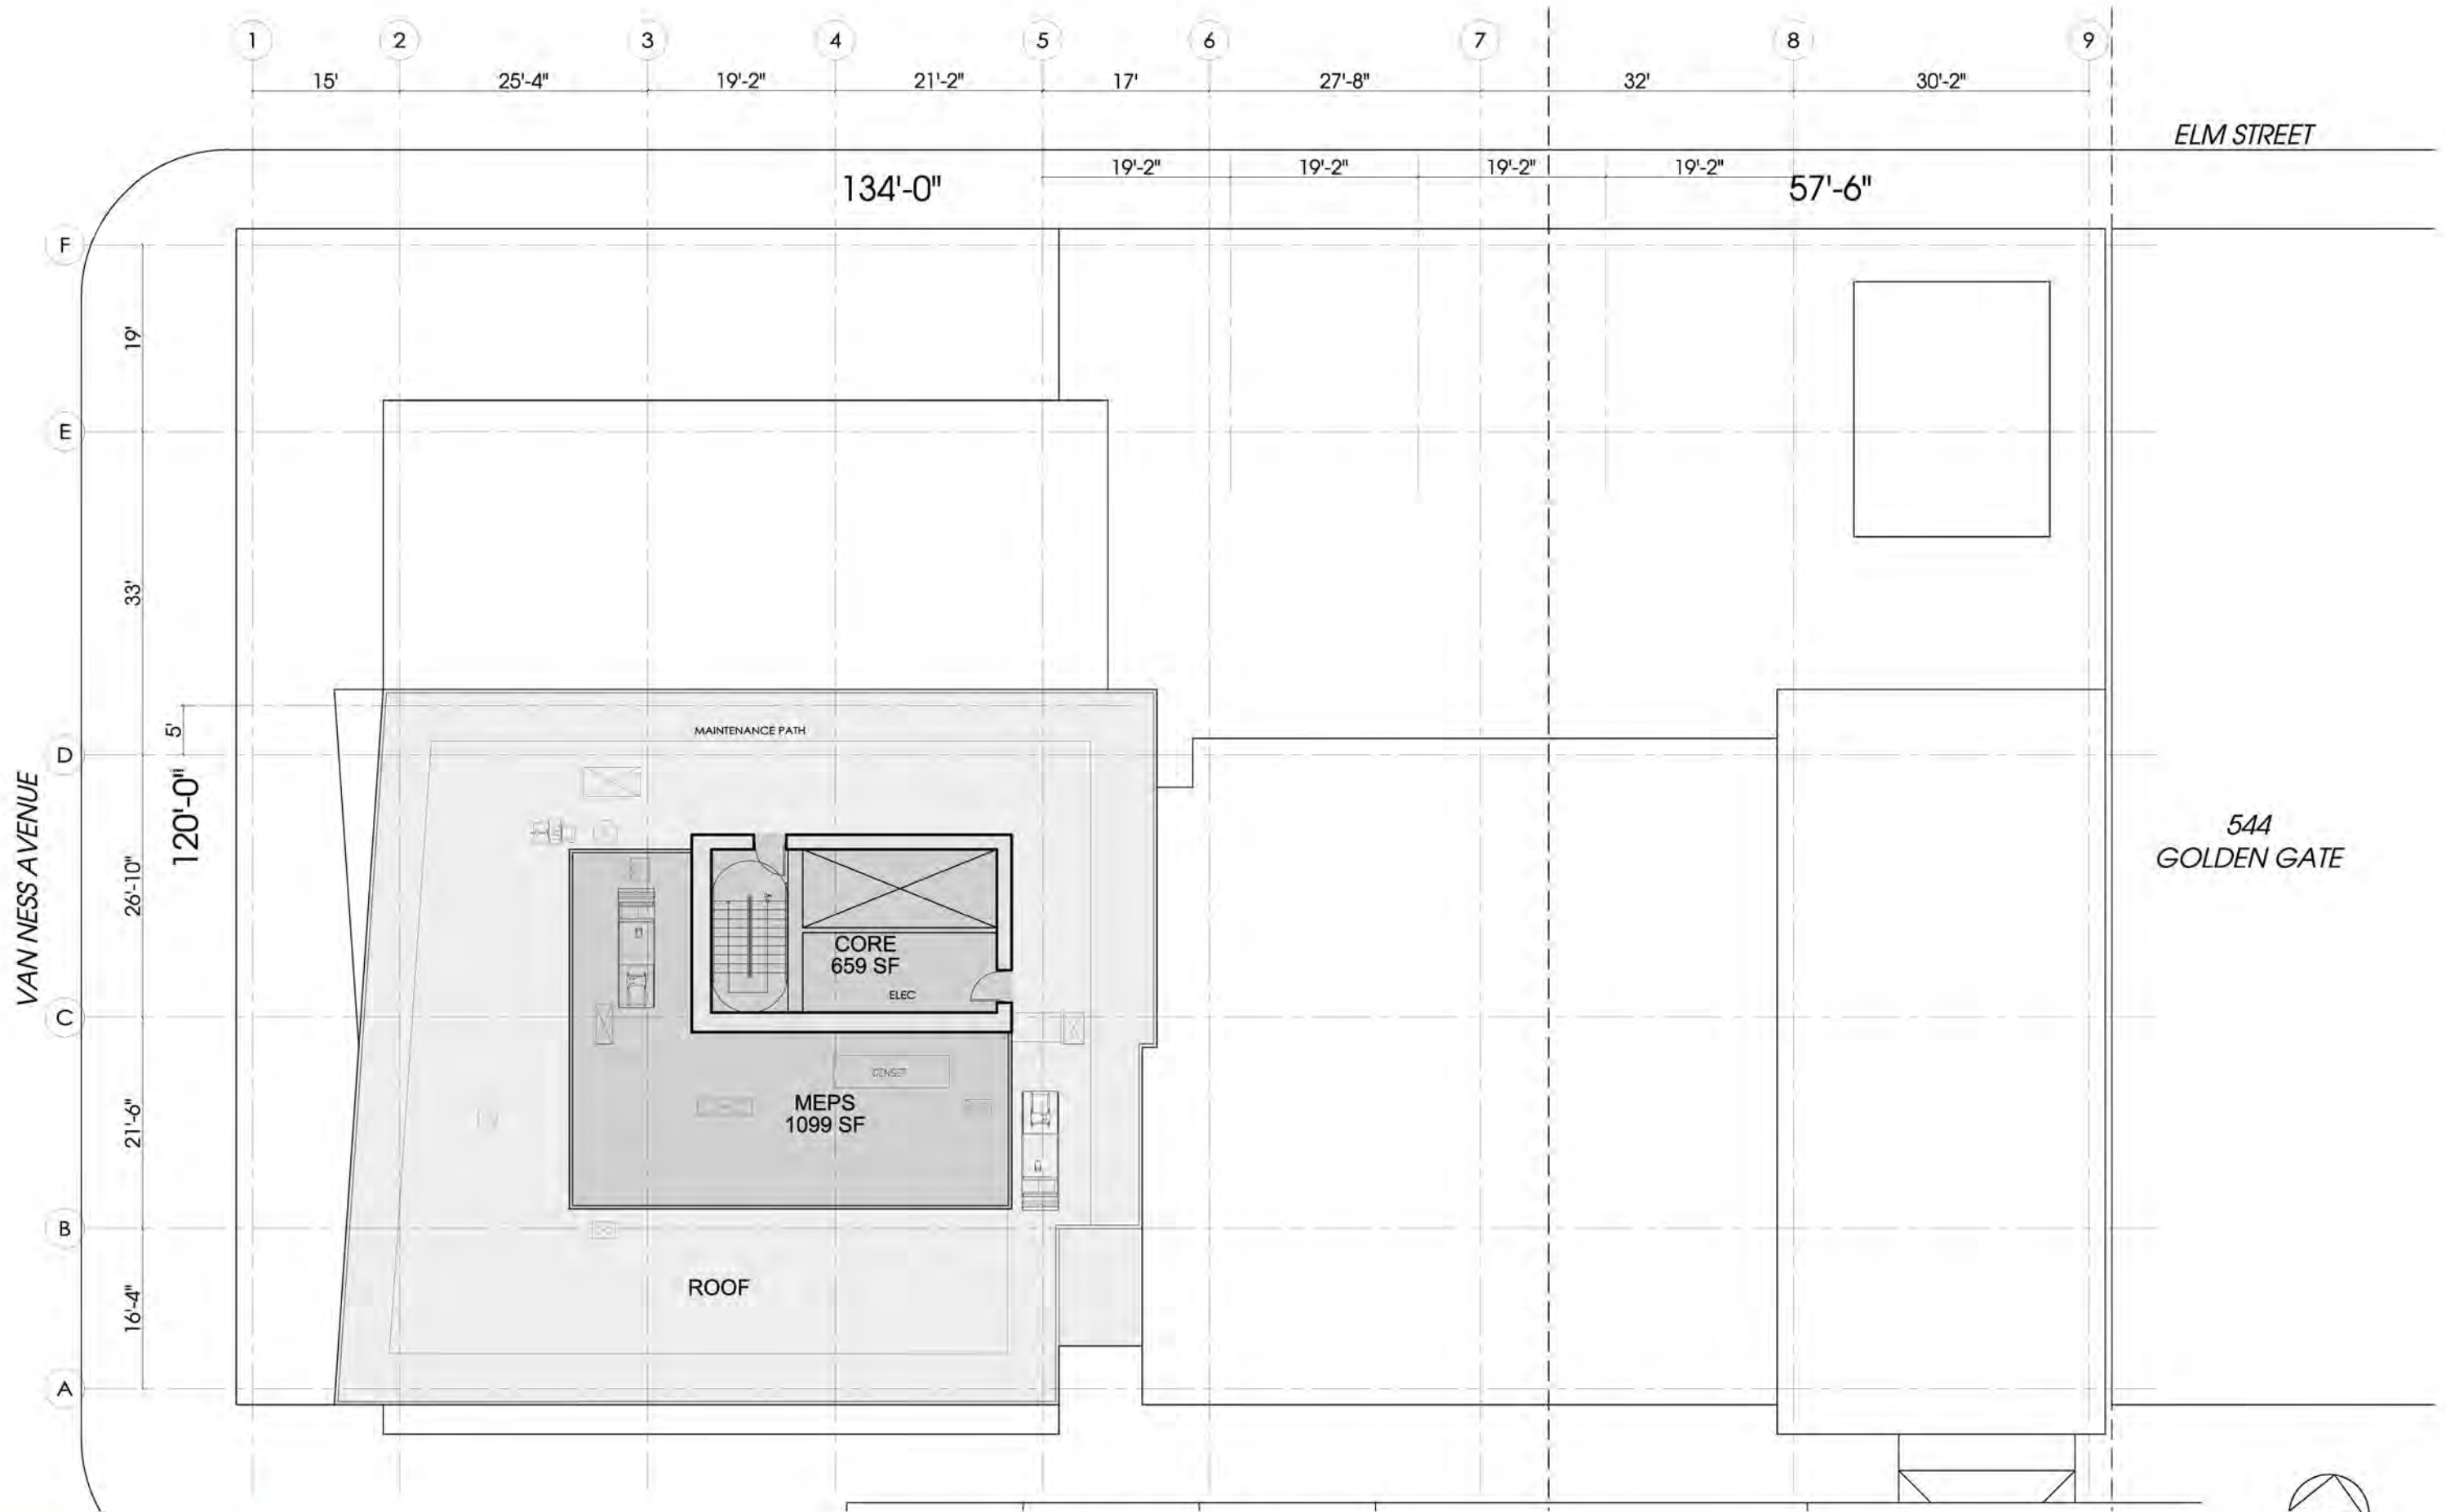 1
2
3
4
5
6
7
8
9
15'
25'-4"
19'-2"
21'-2"
17'
27'-8"
32'
30'-2"
ELM STREET
19'-2"
19'-2"
19'-2"
19'-2"
134'-0"
57'-6"
F
19'
E
33'
5'
MAINTENANCE PATH
D
VAN NESS AVENUE
120'-0"
544
GOLDEN GATE
26'-10"
CORE
659 SF
ELEC
C
GENSET
MEPS
1099 SF
21'-6"
B
ROOF
16'-4"
A